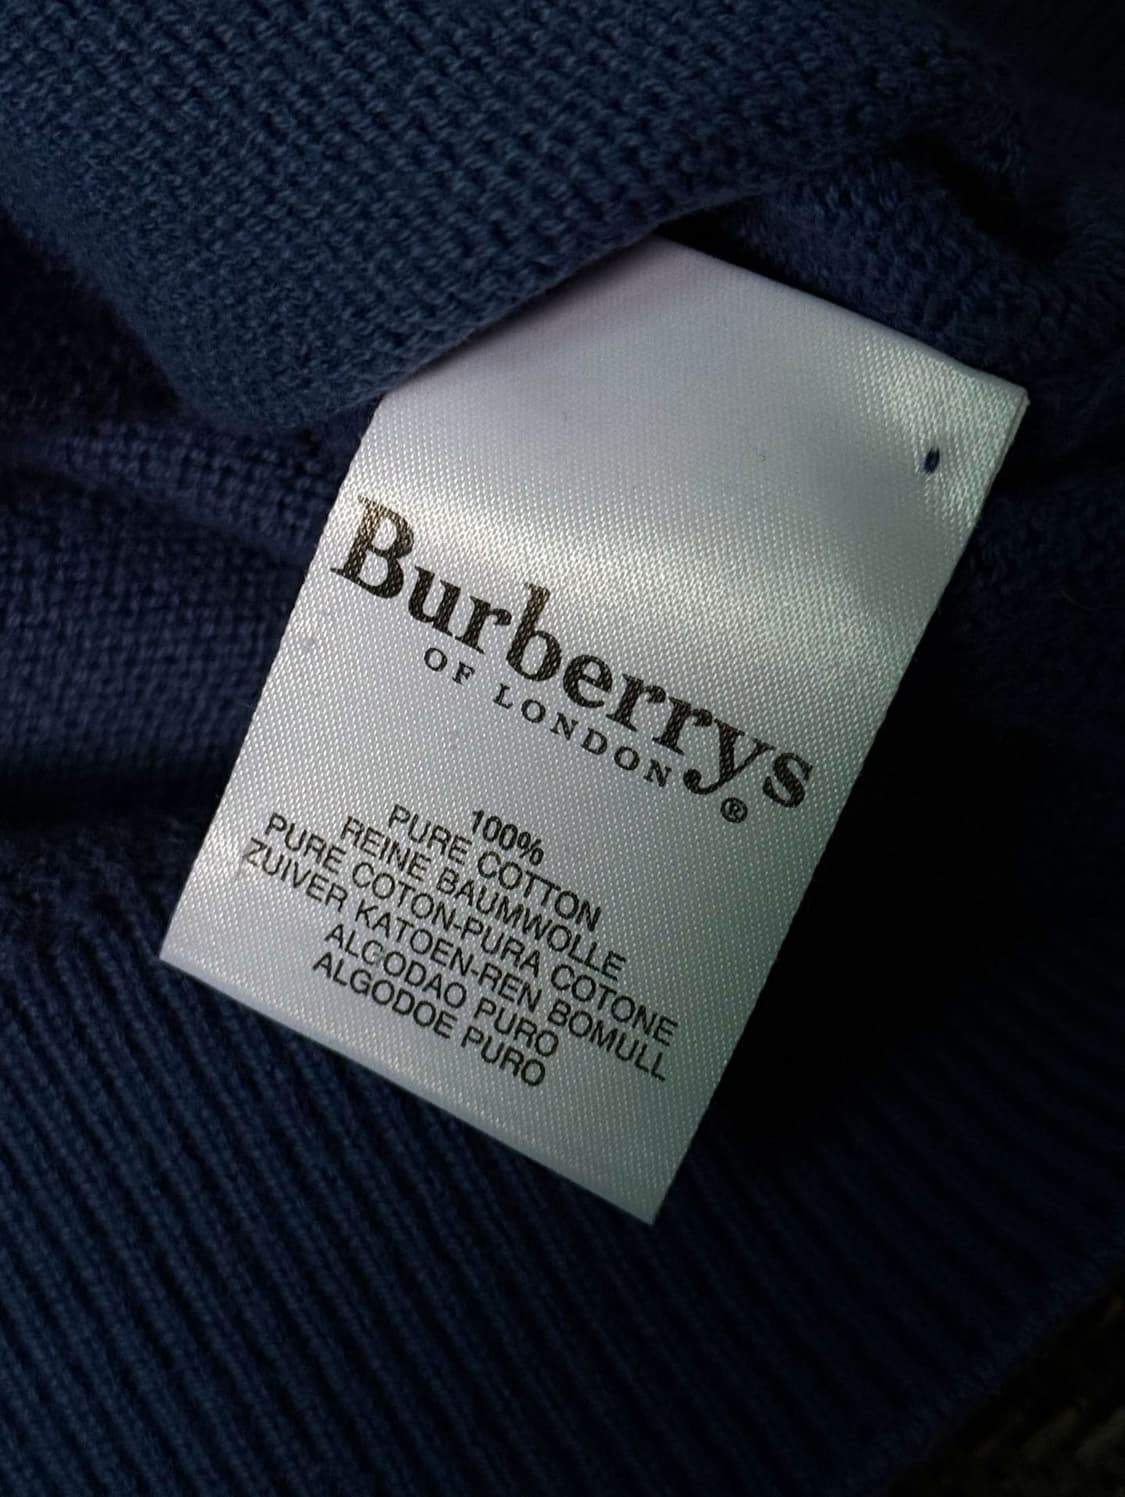 Burberrys
OF LONDON®
100%
PURE COTTON
REINE BAUMWOLLE
PURE COTON-PURA COTONE
ZUIVER KATOEN-REN BOMULL
ALGODAO PURO
ALGODOE PURO